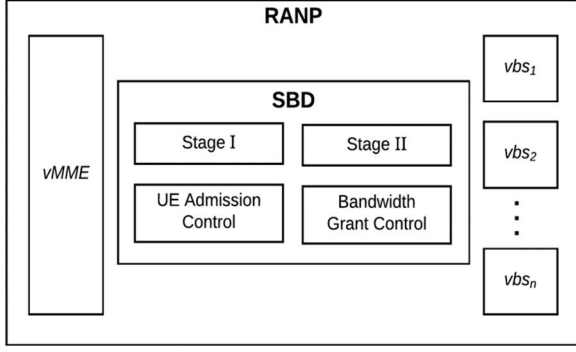 RANP
vMME
SBD
Stage I
Stage II
UE Admission
Control
Bandwidth
Grant Control
vbs1
vbs2
vbsn